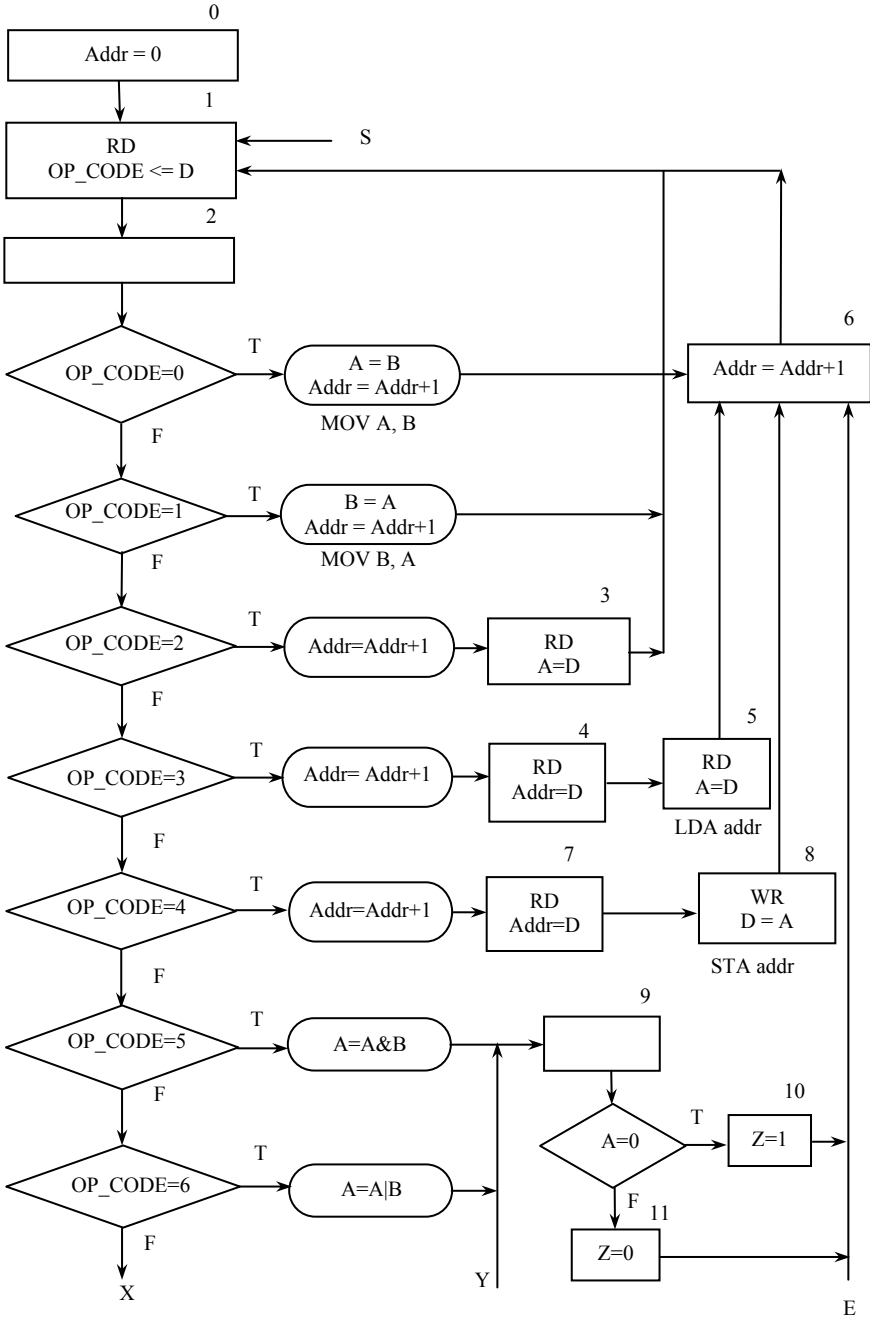 0
Addr = 0
1
RD
OP_CODE <= D
S
2
6
OP_CODE=0
T
A = B
Addr = Addr+1
MOV A, B
Addr = Addr+1
F
OP_CODE=1
T
B = A
Addr = Addr+1
MOV B, A
F
OP_CODE=2
T
Addr=Addr+1
3
RD
A=D
F
OP_CODE=3
T
Addr= Addr+1
4
RD
Addr=D
5
RD
A=D
LDA addr
F
OP_CODE=4
T
Addr=Addr+1
7
RD
Addr=D
8
WR
D = A
STA addr
F
OP_CODE=5
T
A=A&B
9
F
A=0
T
10
Z=1
OP_CODE=6
T
A=A|B
F
11
Z=0
F
X
Y
E